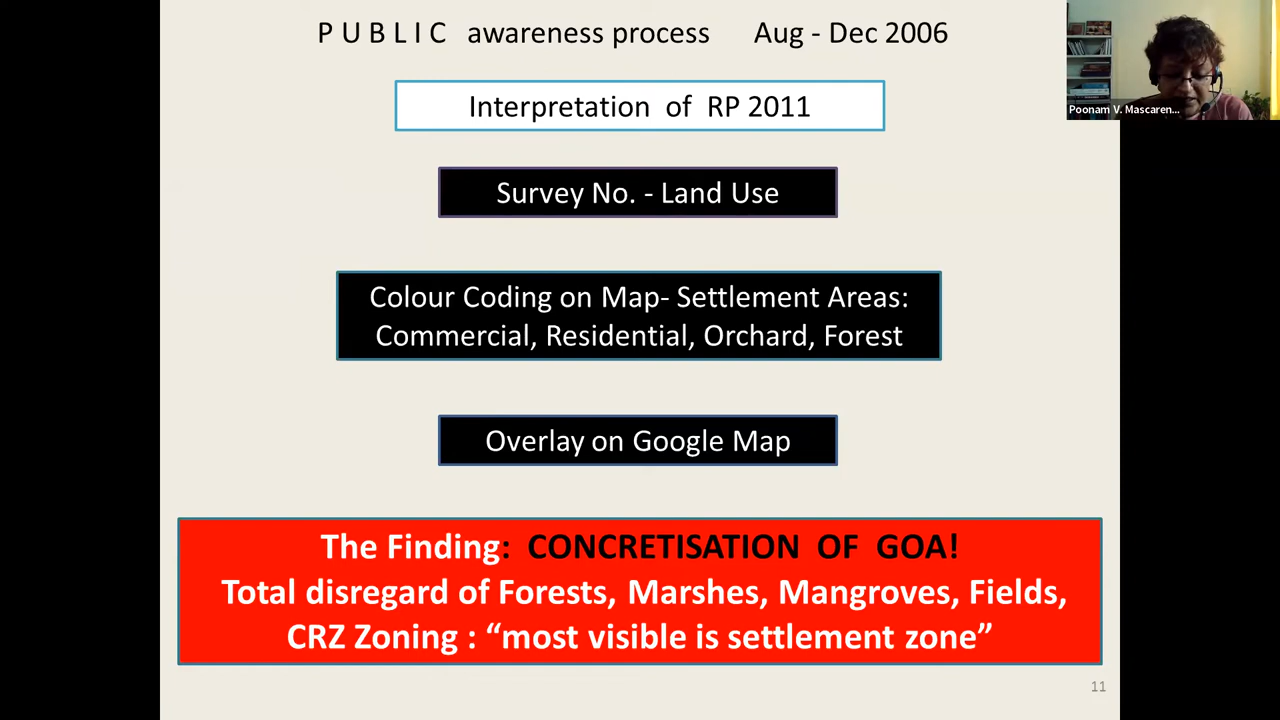 P U B L I C awareness process Aug - Dec 2006
Poonam V. Mascaren...
Interpretation of RP 2011
Survey No. - Land Use
Colour Coding on Map- Settlement Areas:
Commercial, Residential, Orchard, Forest
Overlay on Google Map
The Finding: CONCRETISATION OF GOA!
Total disregard of Forests, Marshes, Mangroves, Fields,
CRZ Zoning : “most visible is settlement zone”
11